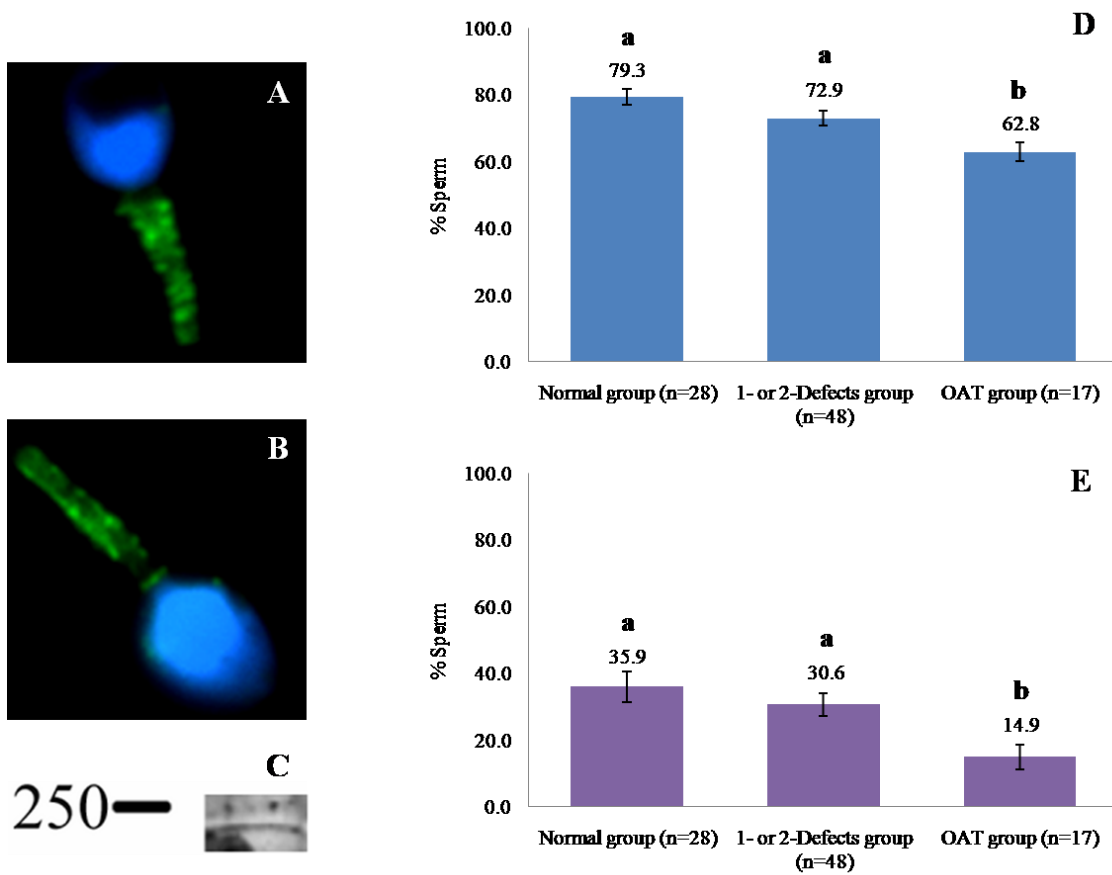 A
B
C
250
D
100.0
80.0
60.0
40.0
20.0
0.0
% Sperm
a
79.3
a
72.9
b
62.8
Normal group (n=28)
1- or 2-Defects group
(n=48)
OAT group (n=17)
E
100.0
80.0
60.0
40.0
20.0
0.0
% Sperm
a
35.9
a
30.6
b
14.9
Normal group (n=28)
1- or 2-Defects group
(n=48)
OAT group (n=17)